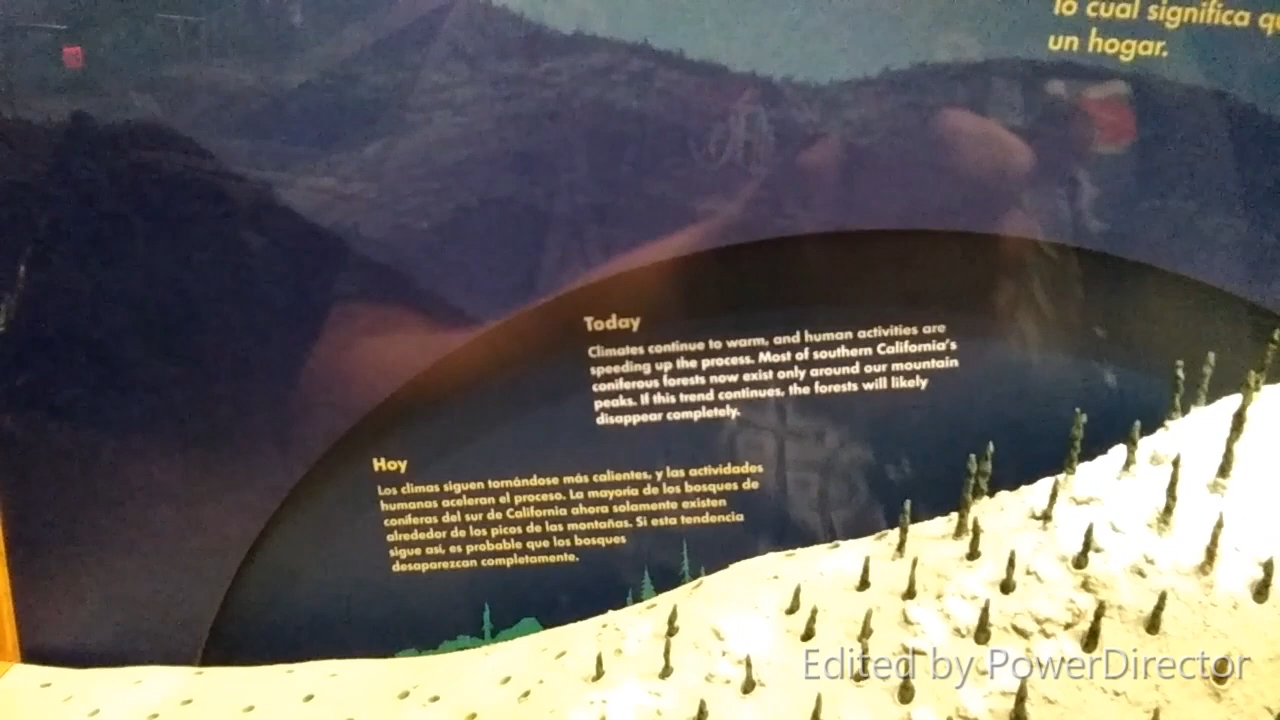 lo cual significa
un hogar.
Today
Climates continue to warm, and human activities are
speeding up the process. Most of southern California's
coniferous forests now exist only around our mountain
peaks. If this trend continues, the forests will likely
disappear completely.
Hoy
Los climas siguen tornándose más calientes, y las actividades
humanas aceleran el proceso. La mayoría de los bosques de
coníferas del sur de California ahora solamente existen
alrededor de los picos de las montañas. Si esta tendencia
sigue así, es probable que los bosques
desaparezcan completamente.
Edited by PowerDirector